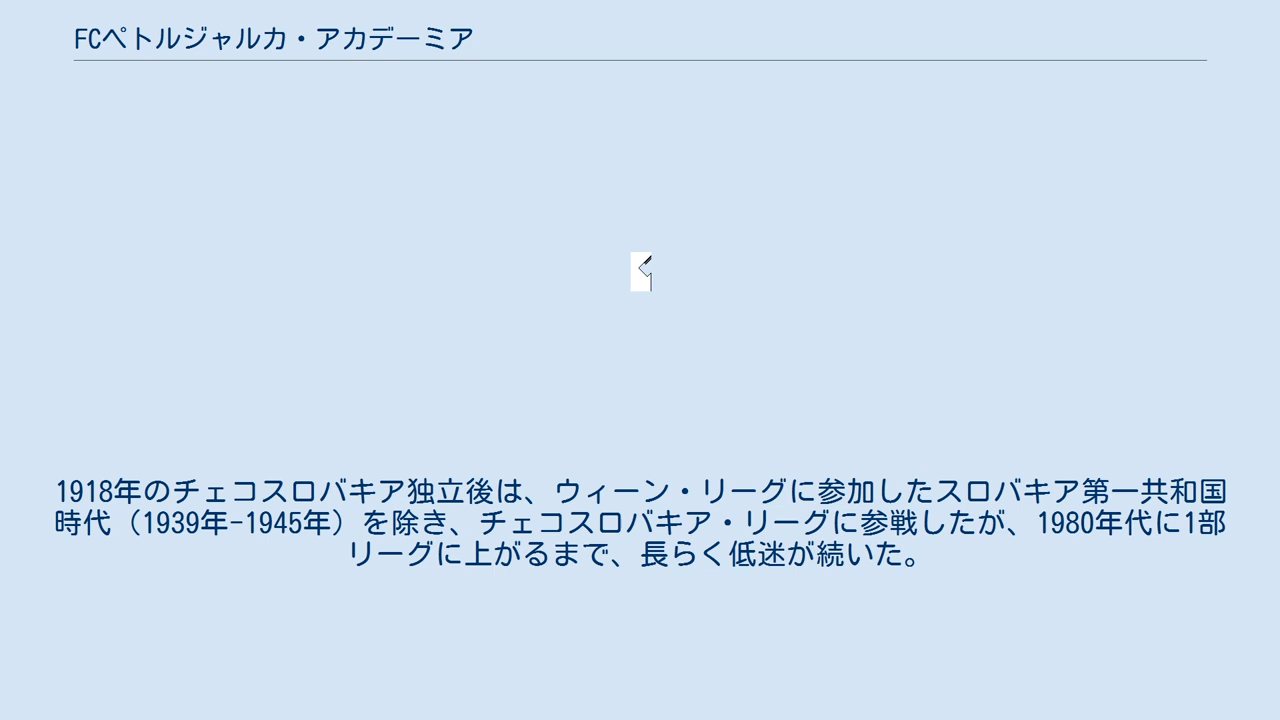 FCペトルジャルカ・アカデーミア
1918年のチェコスロバキア独立後は、ウィーン・リーグに参加したスロバキア第一共和国
時代（1939年-1945年）を除き、チェコスロバキア・リーグに参戦したが、1980年代に1部
リーグに上がるまで、長らく低迷が続いた。